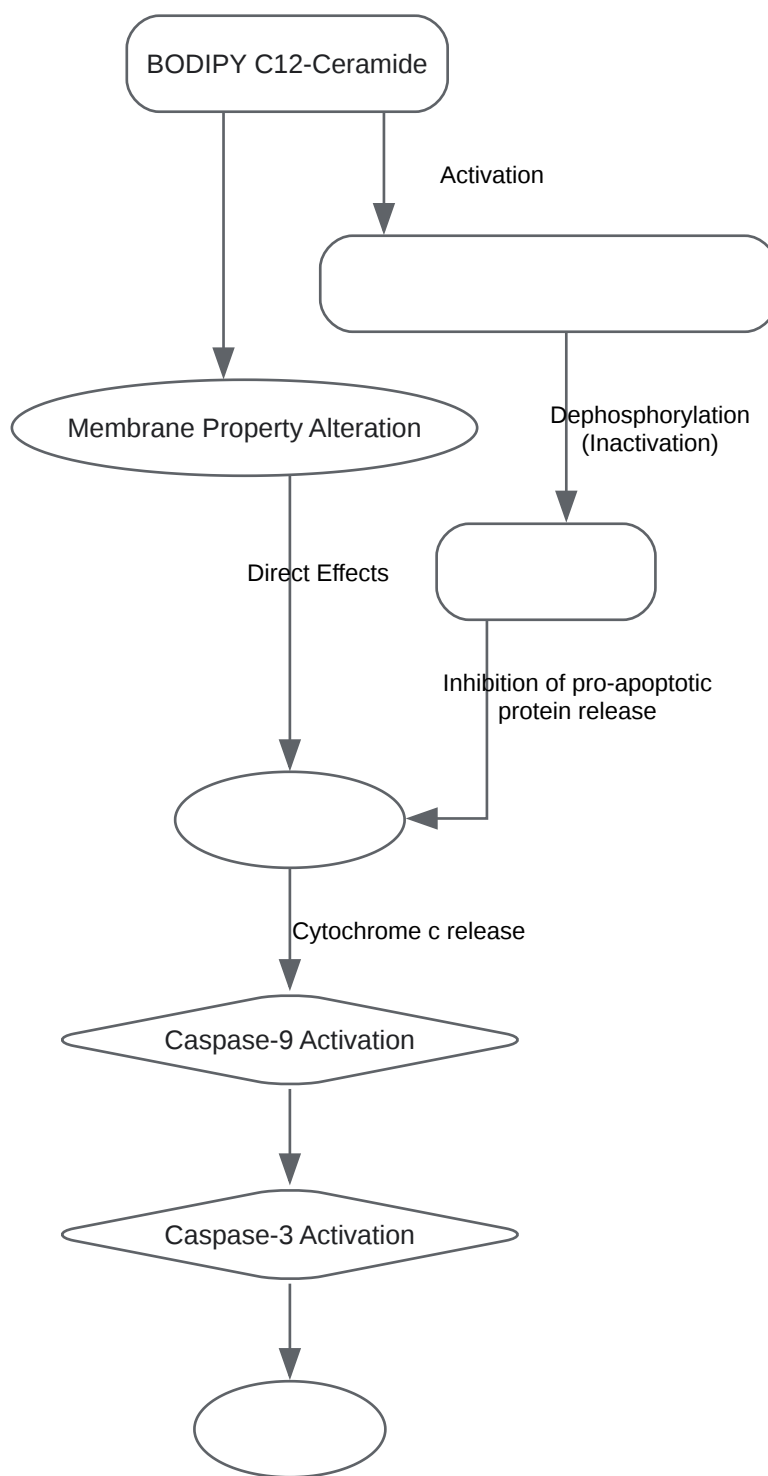 BODIPY C12-Ceramide
Activation
Membrane Property Alteration
Dephosphorylation
(Inactivation)
Direct Effects
Inhibition of pro-apoptotic
protein release
Cytochrome c release
Caspase-9 Activation
Caspase-3 Activation